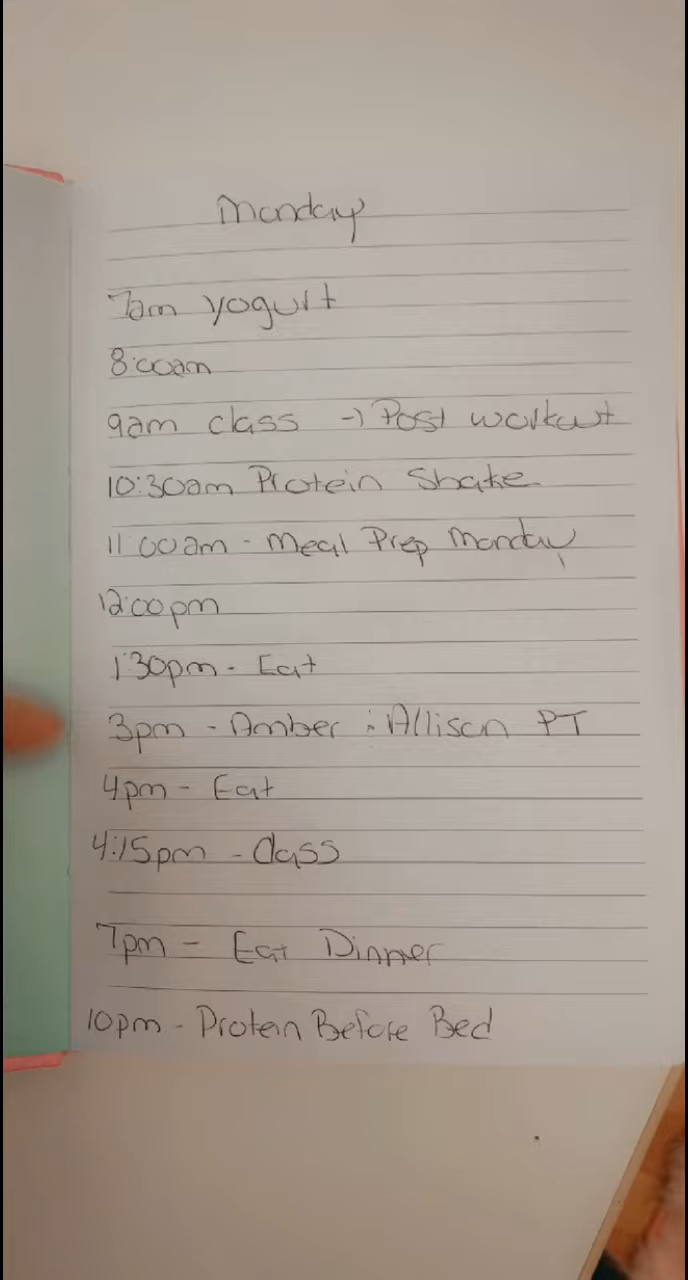 Monday
7am yogurt
8:00am
9am class → Post workout
10:30am Protein Shake
11:00am - Meal Prep Monday
12:00pm
1:30pm - Eat
3pm - Amber : Allison PT
4pm - Eat
4:15pm - Class
7pm - Eat Dinner
10pm - Protein Before Bed